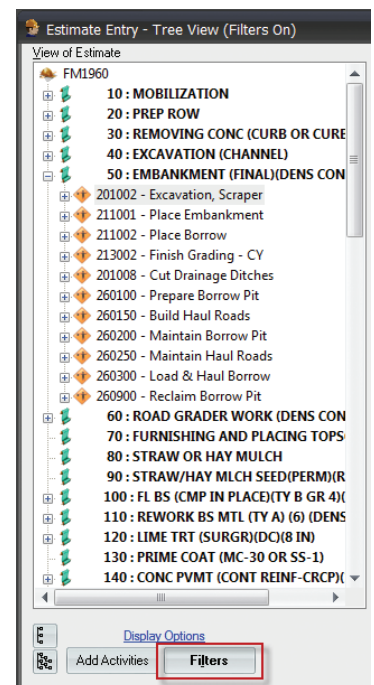 Estimate Entry - Tree View (Filters On)
View of Estimate
FM1960
10 : MOBILIZATION
20 : PREP ROW
30 : REMOVING CONC (CURB OR CURE
40 : EXCAVATION (CHANNEL)
50 : EMBANKMENT (FINAL)(DENS CON
201002 - Excavation, Scraper
211001 - Place Embankment
211002 - Place Borrow
213002 - Finish Grading - CY
201008 - Cut Drainage Ditches
260100 - Prepare Borrow Pit
260150 - Build Haul Roads
260200 - Maintain Borrow Pit
260250 - Maintain Haul Roads
260300 - Load & Haul Borrow
260900 - Reclaim Borrow Pit
60 : ROAD GRADER WORK (DENS CON
70 : FURNISHING AND PLACING TOPS
80 : STRAW OR HAY MULCH
90 : STRAW/HAY MLCH SEED(PERM)(R
100 : FL BS (CMP IN PLACE)(TY B GR 4)(
110 : REWORK BS MTL (TY A) (6) (DENS
120 : LIME TRT (SURGR)(DC)(8 IN)
130 : PRIME COAT (MC-30 OR SS-1)
140 : CONC PVMT (CONT REINF-CRCP)(
Display Options
Add Activities Filters